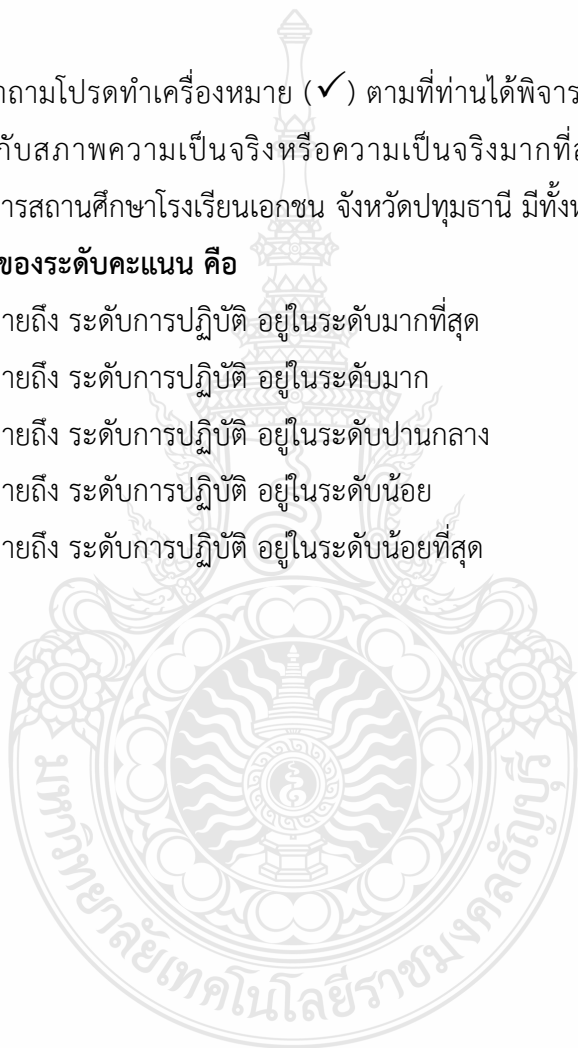 าถามโปรดทำเครื่องหมาย (✓) ตามที่ท่านได้พิจาร
กับสภาพความเป็นจริงหรือความเป็นจริงมากที่ส
ารสถานศึกษาโรงเรียนเอกชน จังหวัดปทุมธานี มีทั้งห
ของระดับคะแนน คือ
ายถึง ระดับการปฏิบัติ อยู่ในระดับมากที่สุด
ายถึง ระดับการปฏิบัติ อยู่ในระดับมาก
ายถึง ระดับการปฏิบัติ อยู่ในระดับปานกลาง
ายถึง ระดับการปฏิบัติ อยู่ในระดับน้อย
ายถึง ระดับการปฏิบัติ อยู่ในระดับน้อยที่สุด
มหาวิทยาลัยเทคโนโลยีราชมงคลธัญบุรี